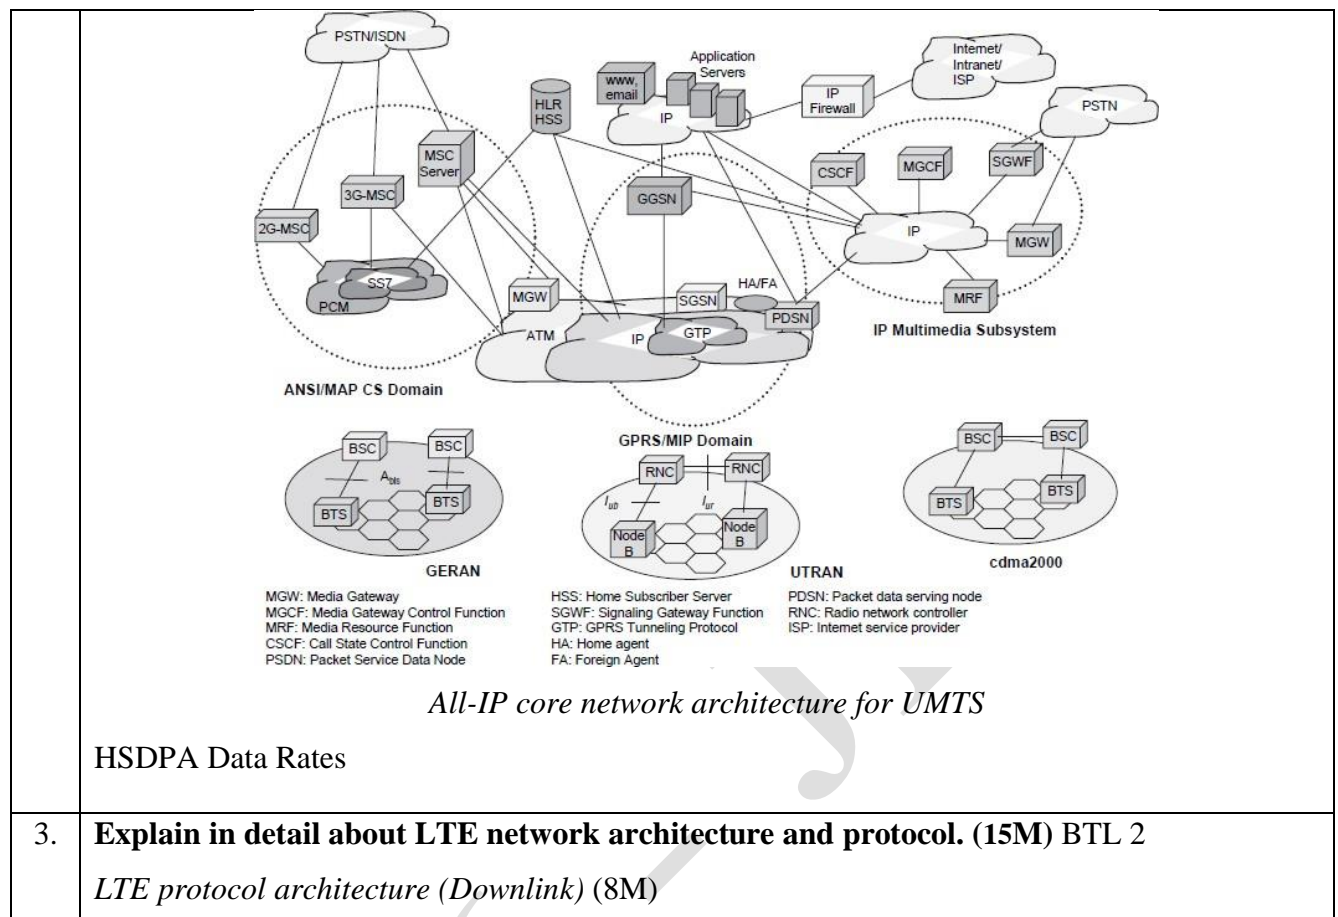 PSTN/ISDN
Application
Servers
www,
email
IP
IP
Firewall
Internet/
Intranet/
ISP
PSTN
HLR
HSS
MSC
Server
3G-MSC
2G-MSC
SS7
PCM
GGSN
CSCF
MGCF
SGWF
IP
MGW
MRF
IP Multimedia Subsystem
MGW
SGSN
HA/FA
PDSN
ATM
IP
GTP
ANSI/MAP CS Domain
GPRS/MIP Domain
BSC
BSC
Abis
BTS
BTS
GERAN
RNC
RNC
Iub
Iur
Node
B
Node
B
UTRAN
BSC
BSC
BTS
BTS
cdma2000
MGW: Media Gateway
MGCF: Media Gateway Control Function
MRF: Media Resource Function
CSCF: Call State Control Function
PSDN: Packet Service Data Node
HSS: Home Subscriber Server
SGWF: Signaling Gateway Function
GTP: GPRS Tunneling Protocol
HA: Home agent
FA: Foreign Agent
PDSN: Packet data serving node
RNC: Radio network controller
ISP: Internet service provider
All-IP core network architecture for UMTS
HSDPA Data Rates
3. Explain in detail about LTE network architecture and protocol. (15M) BTL 2
LTE protocol architecture (Downlink) (8M)